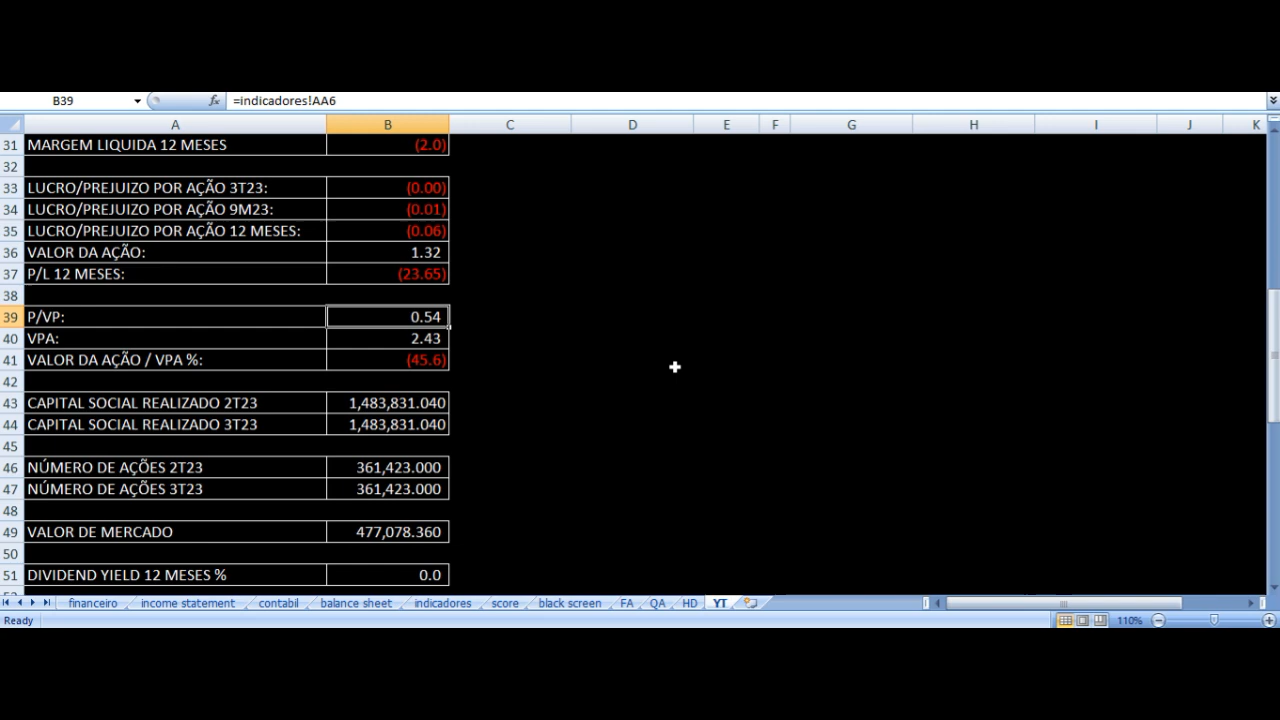 B39 fx =indicadores!AA6
A B C D E F G H I J K
31 MARGEM LIQUIDA 12 MESES (2.0)
32
33 LUCRO/PREJUIZO POR AÇÃO 3T23: (0.00)
34 LUCRO/PREJUIZO POR AÇÃO 9M23: (0.01)
35 LUCRO/PREJUIZO POR AÇÃO 12 MESES: (0.06)
36 VALOR DA AÇÃO: 1.32
37 P/L 12 MESES: (23.65)
38
39 P/VP: 0.54
40 VPA: 2.43
41 VALOR DA AÇÃO / VPA %: (45.6)
42
43 CAPITAL SOCIAL REALIZADO 2T23 1,483,831.040
44 CAPITAL SOCIAL REALIZADO 3T23 1,483,831.040
45
46 NÚMERO DE AÇÕES 2T23 361,423.000
47 NÚMERO DE AÇÕES 3T23 361,423.000
48
49 VALOR DE MERCADO 477,078.360
50
51 DIVIDEND YIELD 12 MESES % 0.0
financeiro income statement contabil balance sheet indicadores score black screen FA QA HD YT
Ready 110%